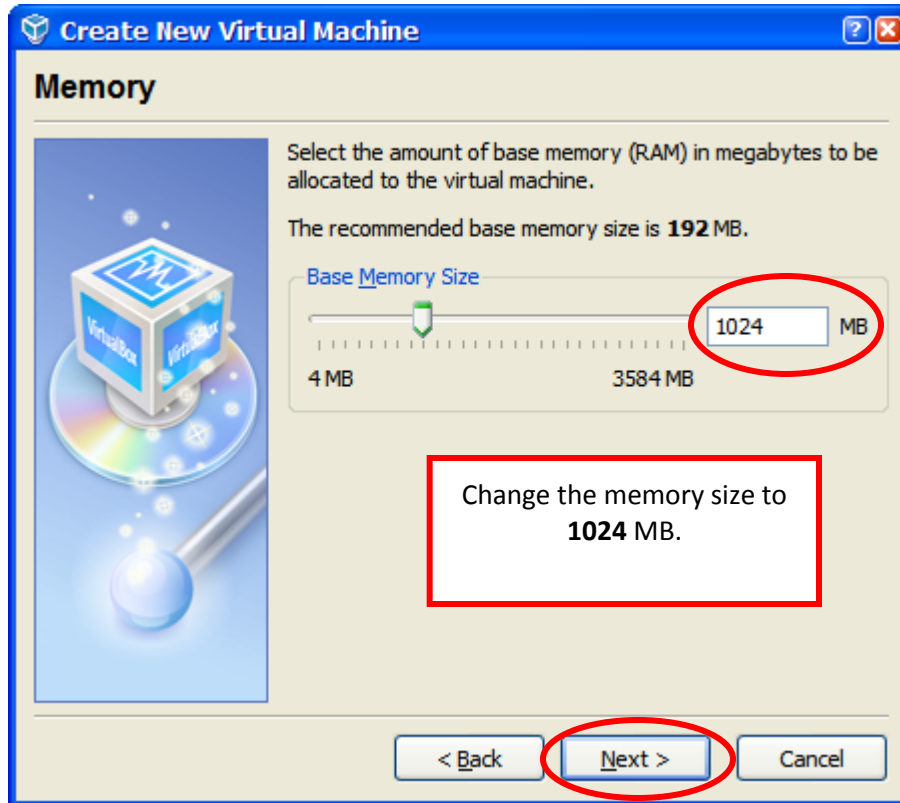 Create New Virtual Machine
Memory
Select the amount of base memory (RAM) in megabytes to be
allocated to the virtual machine.
The recommended base memory size is 192 MB.
Base Memory Size
1024 MB
4 MB 3584 MB
VirtualBox VirtualBox
Change the memory size to
1024 MB.
< Back Next > Cancel